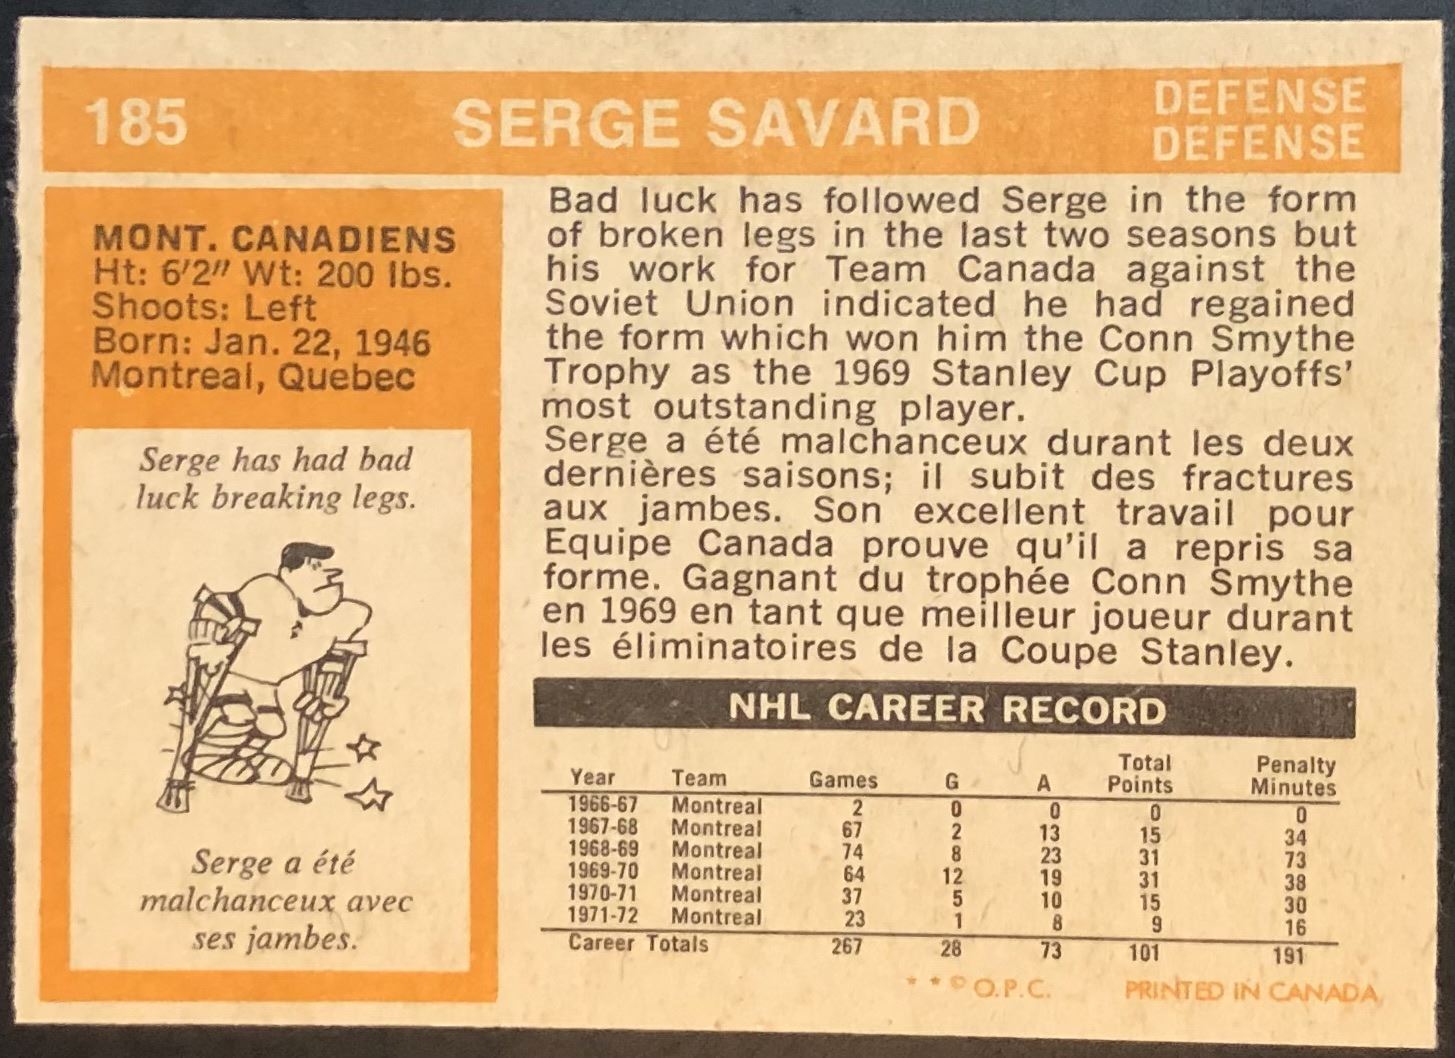 185 SERGE SAVARD DEFENSE
DEFENSE
MONT. CANADIENS
Ht: 6'2" Wt: 200 lbs.
Shoots: Left
Born: Jan. 22, 1946
Montreal, Quebec
Serge has had bad
luck breaking legs.
Serge a été
malchanceux avec
ses jambes.
Bad luck has followed Serge in the form
of broken legs in the last two seasons but
his work for Team Canada against the
Soviet Union indicated he had regained
the form which won him the Conn Smythe
Trophy as the 1969 Stanley Cup Playoffs'
most outstanding player.
Serge a été malchanceux durant les deux
dernières saisons; il subit des fractures
aux jambes. Son excellent travail pour
Equipe Canada prouve qu'il a repris sa
forme. Gagnant du trophée Conn Smythe
en 1969 en tant que meilleur joueur durant
les éliminatoires de la Coupe Stanley.
NHL CAREER RECORD
Year Team Games G A Total Points Penalty Minutes
1966-67 Montreal 2 0 0 0 0
1967-68 Montreal 67 2 13 15 34
1968-69 Montreal 74 8 23 31 73
1969-70 Montreal 64 12 19 31 38
1970-71 Montreal 37 5 10 15 30
1971-72 Montreal 23 1 8 9 16
Career Totals 267 28 73 101 191
* * © O.P.C. PRINTED IN CANADA